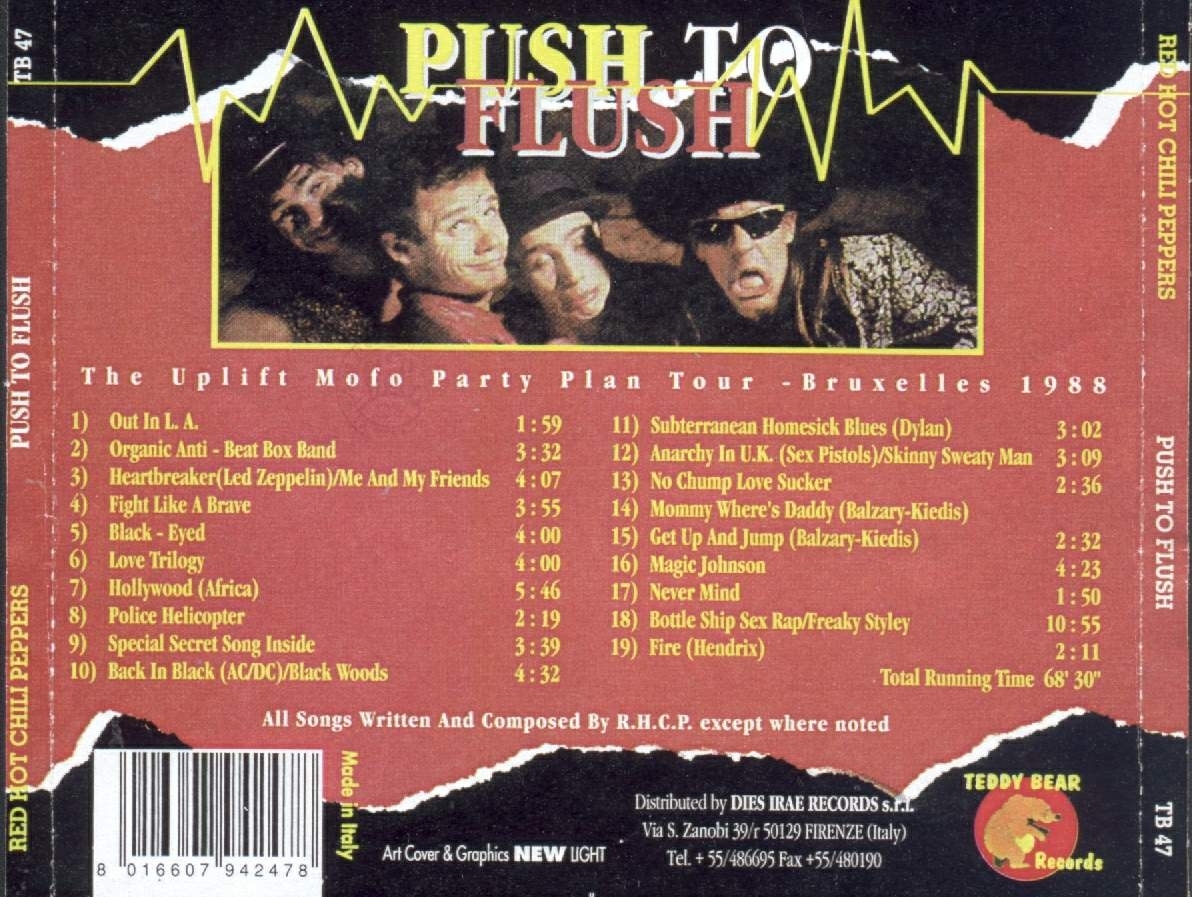 TB 47
PUSH TO FLUSH
RED HOT CHILI PEPPERS
PUSH TO
FLUSH
The Uplift Mofo Party Plan Tour - Bruxelles 1988
1) Out In L. A. 1 : 59
2) Organic Anti - Beat Box Band 3 : 32
3) Heartbreaker(Led Zeppelin)/Me And My Friends 4 : 07
4) Fight Like A Brave 3 : 55
5) Black - Eyed 4 : 00
6) Love Trilogy 4 : 00
7) Hollywood (Africa) 5 : 46
8) Police Helicopter 2 : 19
9) Special Secret Song Inside 3 : 39
10) Back In Black (AC/DC)/Black Woods 4 : 32
11) Subterranean Homesick Blues (Dylan) 3 : 02
12) Anarchy In U.K. (Sex Pistols)/Skinny Sweaty Man 3 : 09
13) No Chump Love Sucker 2 : 36
14) Mommy Where's Daddy (Balzary-Kiedis)
15) Get Up And Jump (Balzary-Kiedis) 2 : 32
16) Magic Johnson 4 : 23
17) Never Mind 1 : 50
18) Bottle Ship Sex Rap/Freaky Styley 10 : 55
19) Fire (Hendrix) 2 : 11
Total Running Time 68' 30"
All Songs Written And Composed By R.H.C.P. except where noted
8 016607 942478
Made in Italy
Art Cover & Graphics NEW LIGHT
Distributed by DIES IRAE RECORDS s.r.l.
Via S. Zanobi 39/r 50129 FIRENZE (Italy)
Tel. + 55/486695 Fax +55/480190
TEDDY BEAR
Records
RED HOT CHILI PEPPERS
PUSH TO FLUSH
TB 47